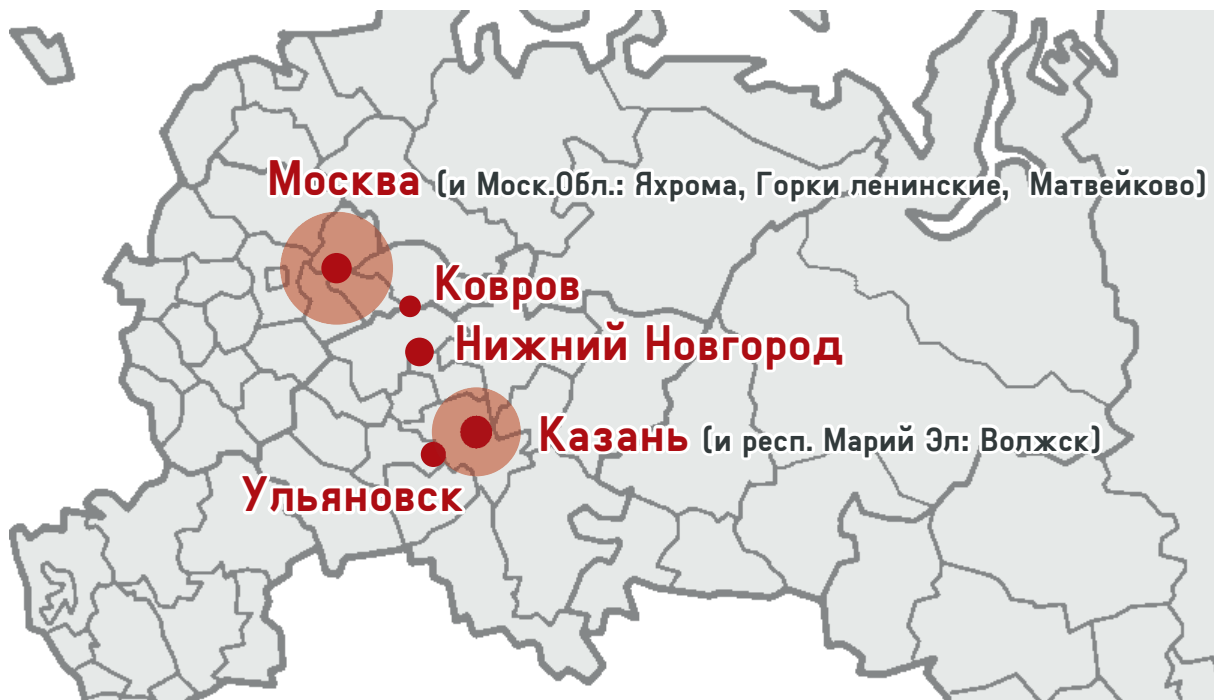 Москва (и Моск.Обл.: Яхрома, Горки ленинские, Матвейково)
Ковров
Нижний Новгород
Казань (и респ. Марий Эл: Волжск)
Ульяновск